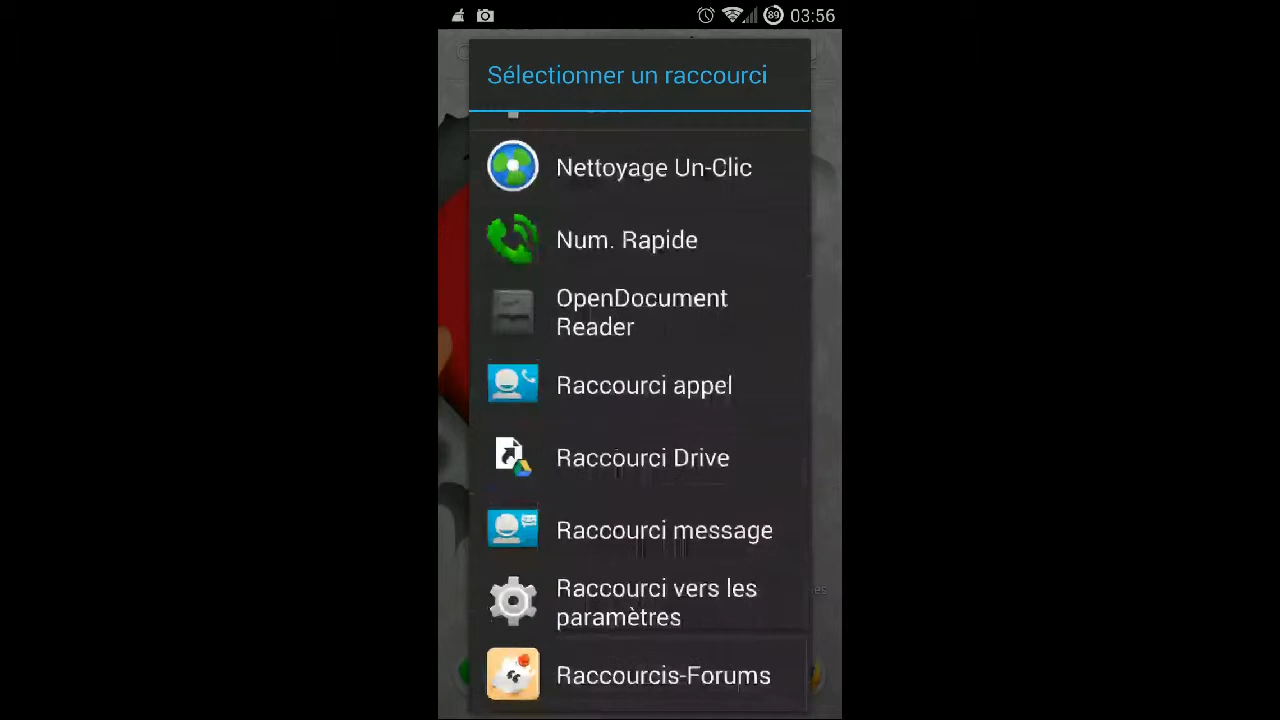 89 03:56
Sélectionner un raccourci
Nettoyage Un-Clic
Num. Rapide
OpenDocument
Reader
Raccourci appel
Raccourci Drive
Raccourci message
Raccourci vers les
paramètres
Raccourcis-Forums